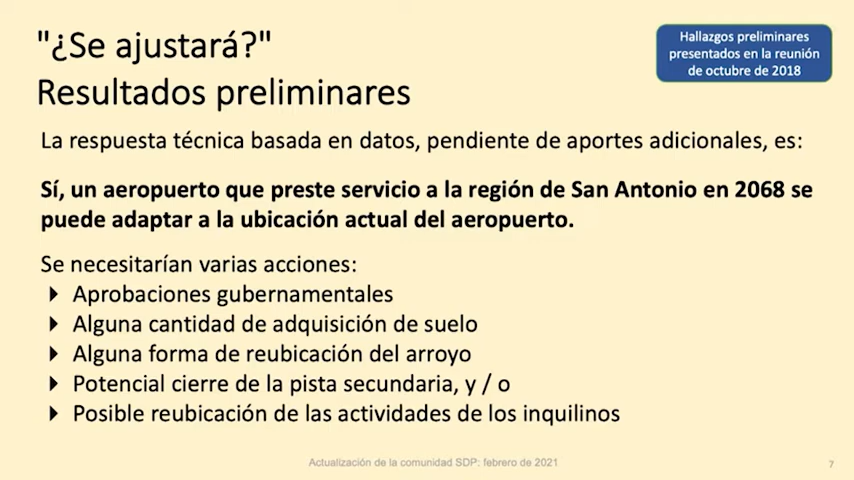 "¿Se ajustará?"
Resultados preliminares
Hallazgos preliminares
presentados en la reunión
de octubre de 2018
La respuesta técnica basada en datos, pendiente de aportes adicionales, es:
Sí, un aeropuerto que preste servicio a la región de San Antonio en 2068 se
puede adaptar a la ubicación actual del aeropuerto.
Se necesitarían varias acciones:
Aprobaciones gubernamentales
Alguna cantidad de adquisición de suelo
Alguna forma de reubicación del arroyo
Potencial cierre de la pista secundaria, y / o
Posible reubicación de las actividades de los inquilinos
Actualización de la comunidad SDP: febrero de 2021
7